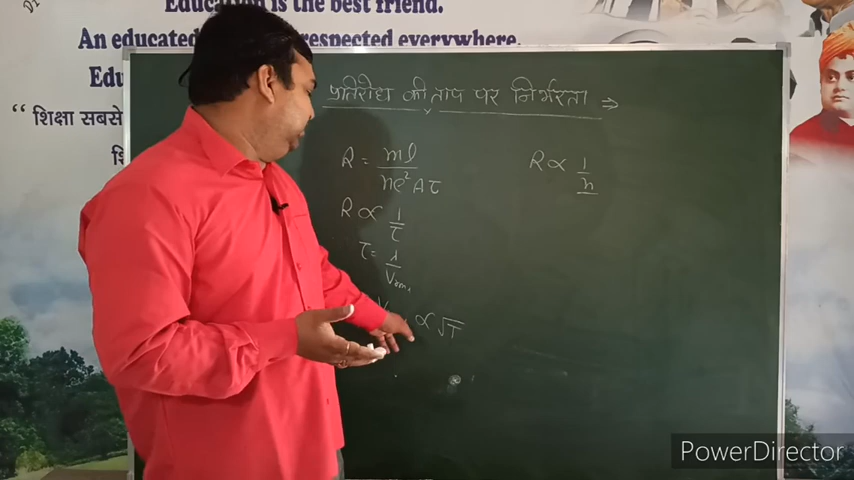 Education is the best friend.
An educated respected everywhere.
Edu
“ शिक्षा सबसे
प्रतिरोध की ताप पर निर्भरता ⇒
R = ml / ne²Aτ
R ∝ 1/τ
τ = λ / Vrms
∝ √T
R ∝ 1/n
PowerDirector